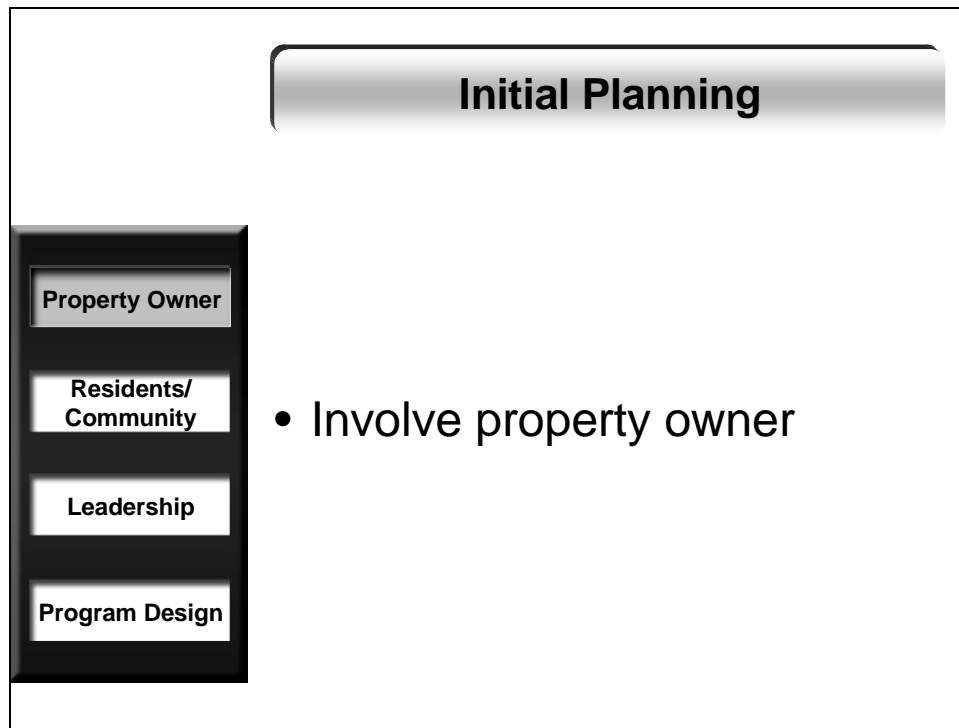 Initial Planning
Property Owner
Residents/
Community
Leadership
Program Design
• Involve property owner